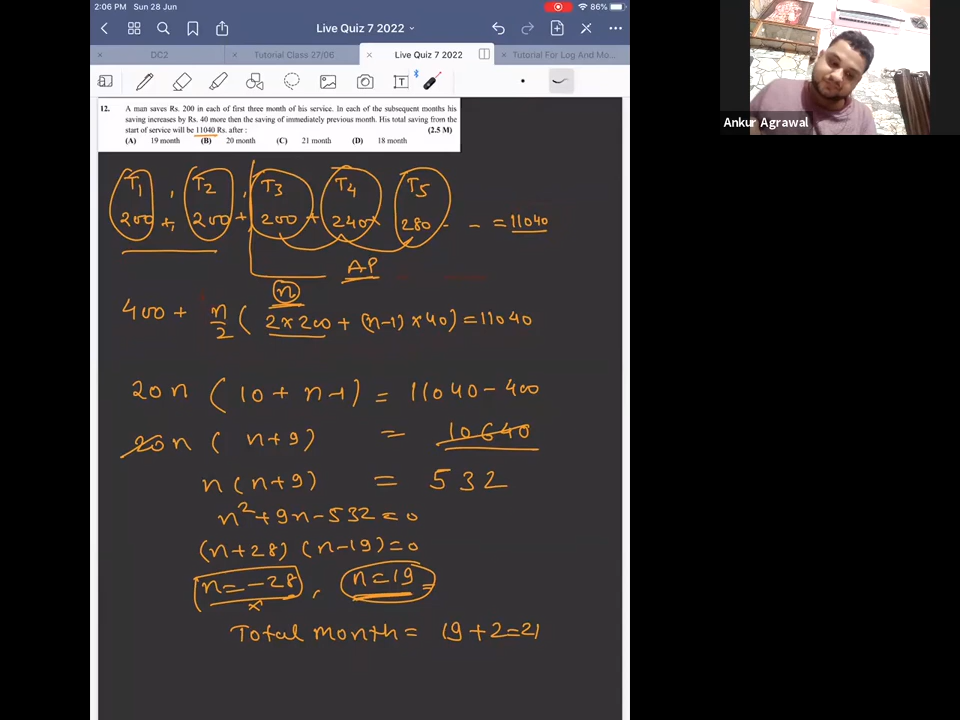 2:06 PM Sun 28 Jun
86%
Live Quiz 7 2022
DC2
Tutorial Class 27/06
Live Quiz 7 2022
Tutorial For Log And Mo...
Ankur Agrawal
12. A man saves Rs. 200 in each of first three month of his service. In each of the subsequent months his
saving increases by Rs. 40 more then the saving of immediately previous month. His total saving from the
start of service will be 11040 Rs. after : (2.5 M)
(A) 19 month (B) 20 month (C) 21 month (D) 18 month
T1 , T2 , T3 T4 T5
200 + 200 + 200 + 240 280 - - = 11040
AP
n
400 + n/2 ( 2×200 + (n-1) × 40) = 11040
20n ( 10 + n-1) = 11040 - 400
20n ( n+9) = 10640
n (n+9) = 532
n² + 9n - 532 = 0
(n+28) (n-19) = 0
n = -28 , n = 19
×
Total month = 19 + 2 = 21